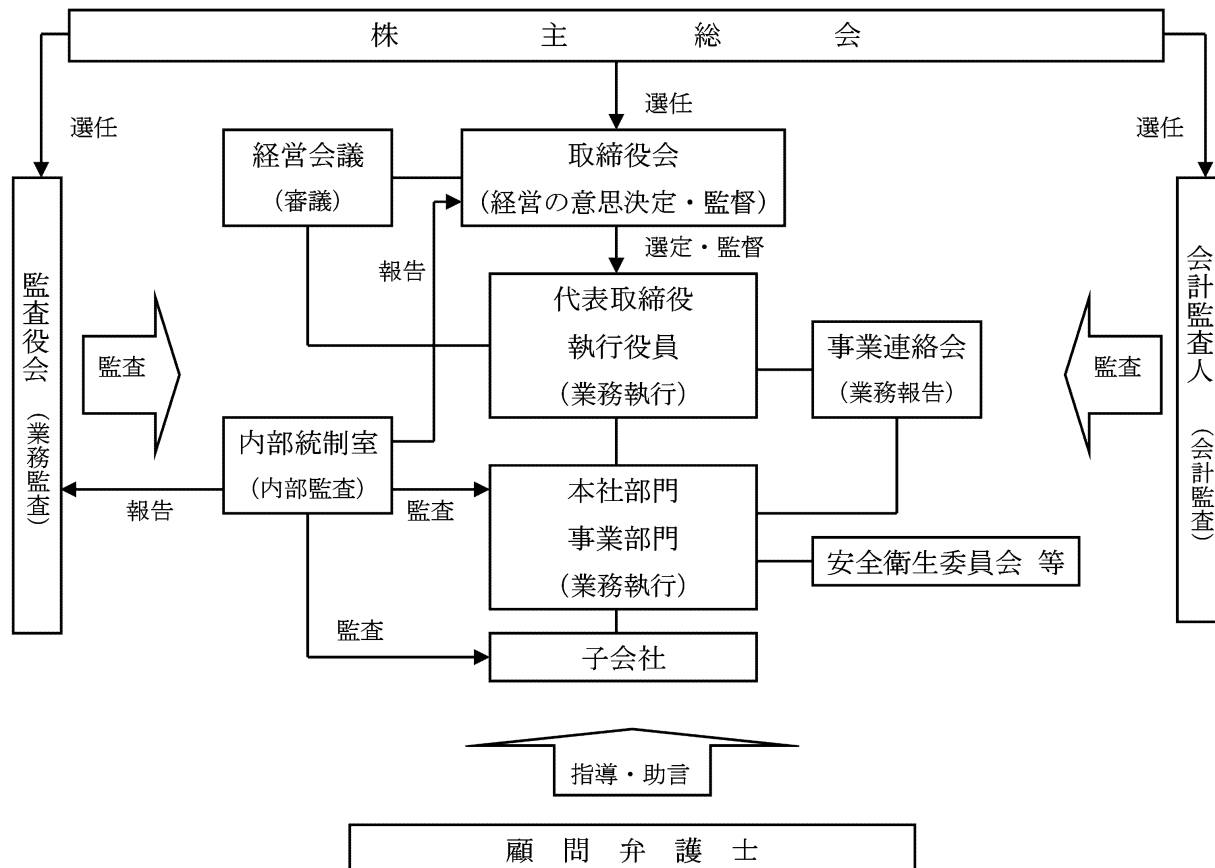 株主総会
選任
選任
選任
経営会議
（審議）
取締役会
（経営の意思決定・監督）
報告
選定・監督
監査役会（業務監査）
監査
代表取締役
執行役員
（業務執行）
事業連絡会
（業務報告）
監査
会計監査人（会計監査）
内部統制室
（内部監査）
報告
監査
本社部門
事業部門
（業務執行）
安全衛生委員会 等
監査
子会社
指導・助言
顧問弁護士